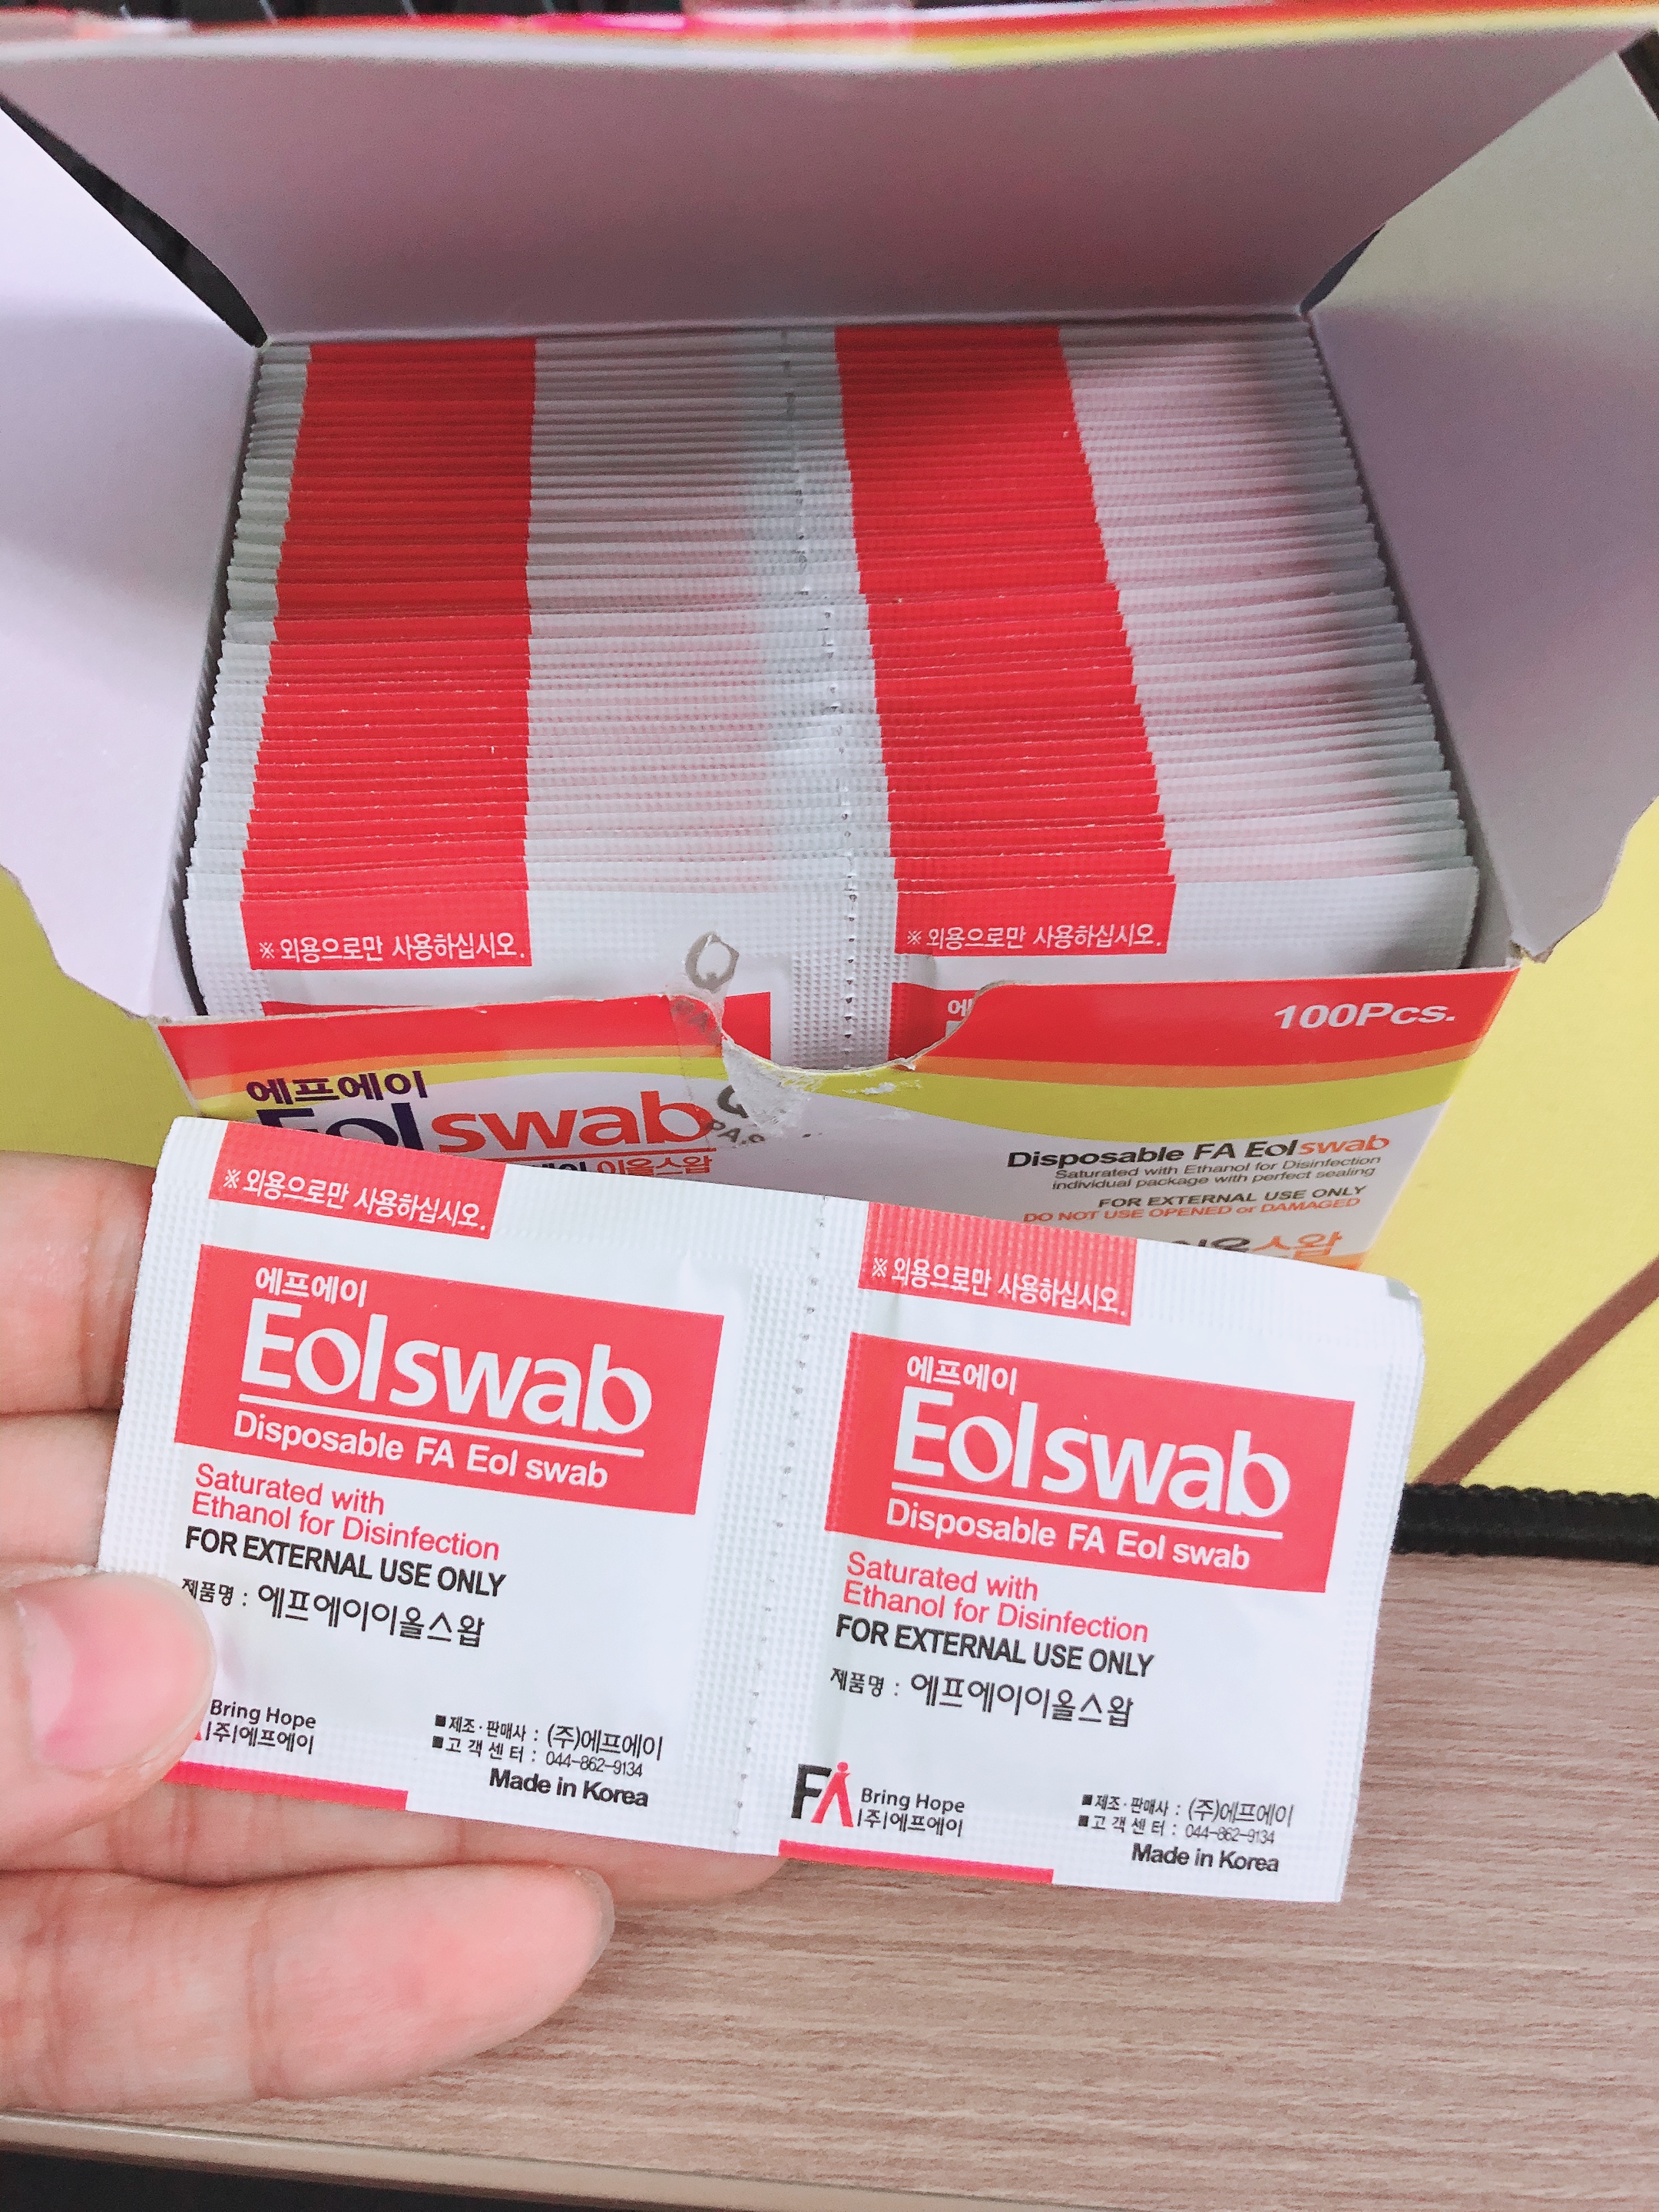 ※ 외용으로만 사용하십시오.
※ 외용으로만 사용하십시오.
에
100Pcs.
에프에이
Eolswab
이올스왑
Disposable FA Eolswab
Saturated with Ethanol for Disinfection
individual package with perfect sealing
FOR EXTERNAL USE ONLY
DO NOT USE OPENED or DAMAGED
※ 외용으로만 사용하십시오.
에프에이
Eolswab
Disposable FA Eol swab
Saturated with
Ethanol for Disinfection
FOR EXTERNAL USE ONLY
제품명 : 에프에이이올스왑
Bring Hope
(주)에프에이
■제조·판매사 : (주)에프에이
■고객센터 : 044-862-9134
Made in Korea
※ 외용으로만 사용하십시오.
에프에이
Eolswab
Disposable FA Eol swab
Saturated with
Ethanol for Disinfection
FOR EXTERNAL USE ONLY
제품명 : 에프에이이올스왑
FA Bring Hope
(주)에프에이
■제조·판매사 : (주)에프에이
■고객센터 : 044-862-9134
Made in Korea